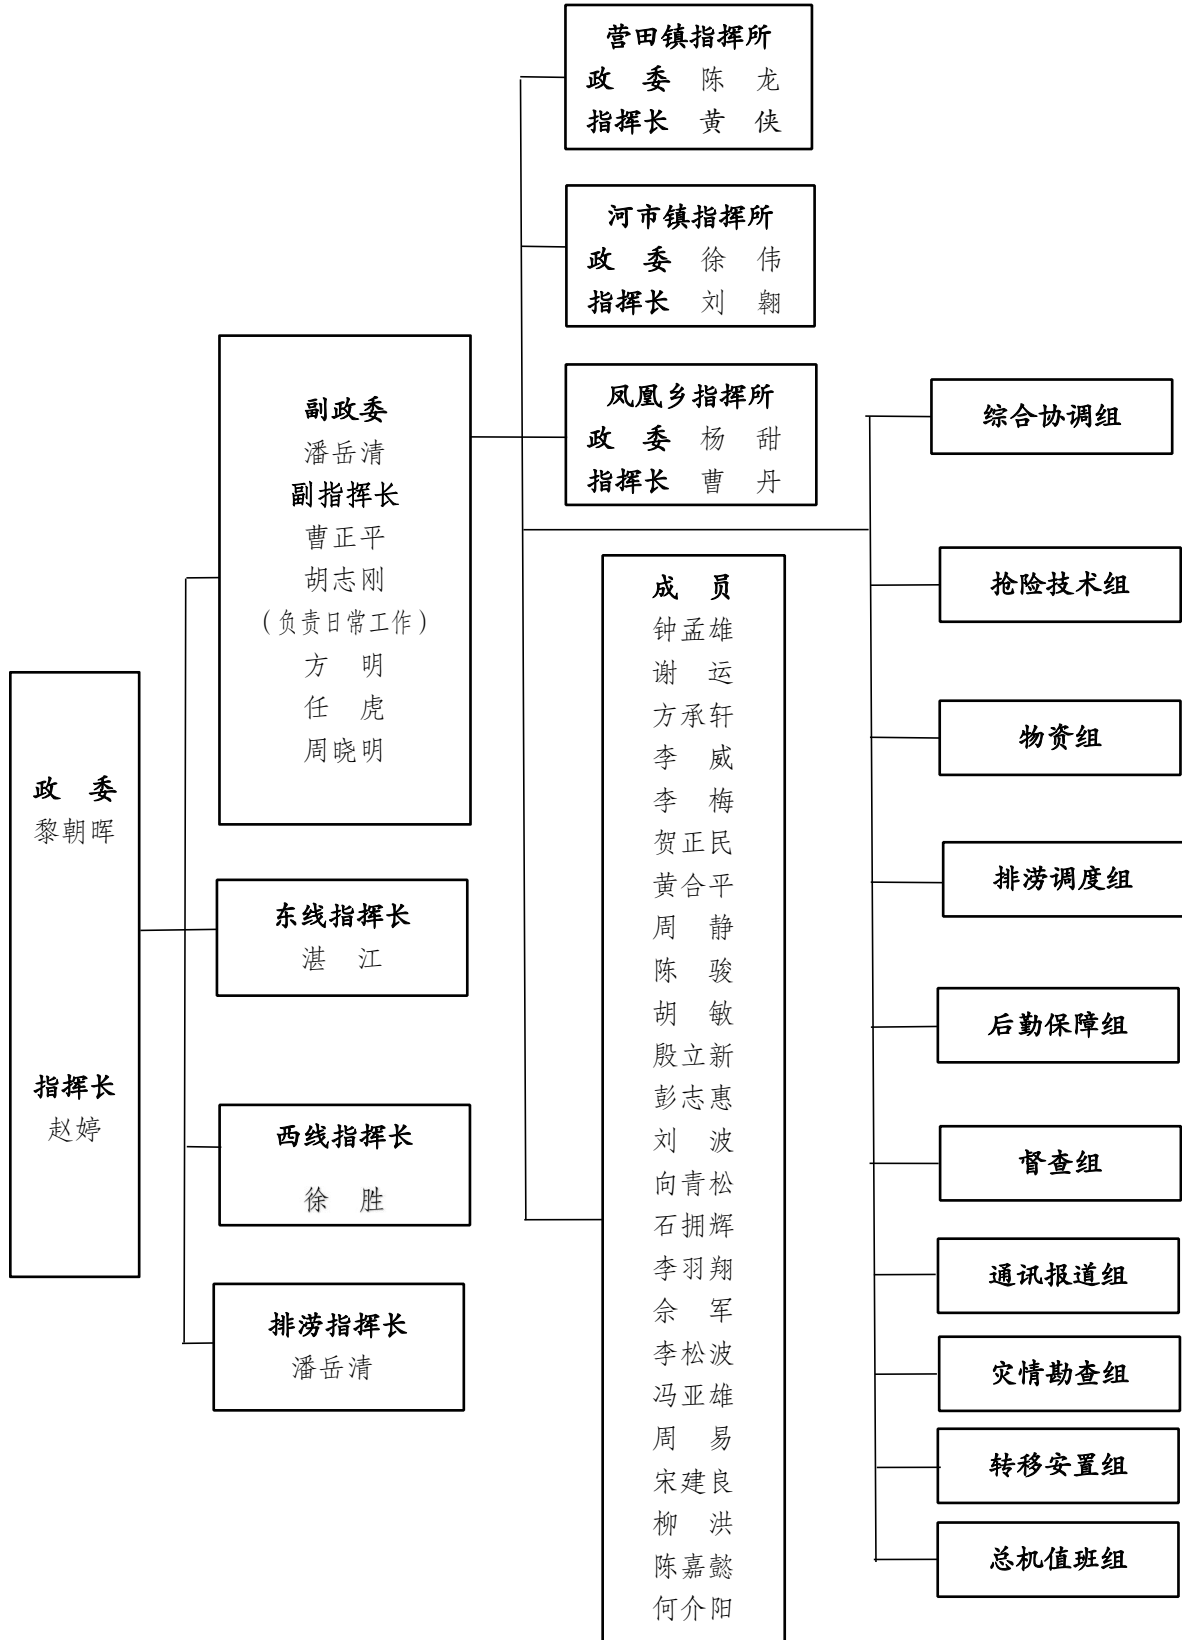 政　委
黎朝晖
指挥长
赵婷
副政委
潘岳清
副指挥长
曹正平
胡志刚
（负责日常工作）
方　明
任　虎
周晓明
东线指挥长
湛　江
西线指挥长
徐　胜
排涝指挥长
潘岳清
营田镇指挥所
政　委　陈　龙
指挥长　黄　侠
河市镇指挥所
政　委　徐　伟
指挥长　刘　翱
凤凰乡指挥所
政　委　杨　甜
指挥长　曹　丹
成　员
钟孟雄
谢　运
方承轩
李　威
李　梅
贺正民
黄合平
周　静
陈　骏
胡　敏
殷立新
彭志惠
刘　波
向青松
石拥辉
李羽翔
佘　军
李松波
冯亚雄
周　易
宋建良
柳　洪
陈嘉懿
何介阳
综合协调组
抢险技术组
物资组
排涝调度组
后勤保障组
督查组
通讯报道组
灾情勘查组
转移安置组
总机值班组